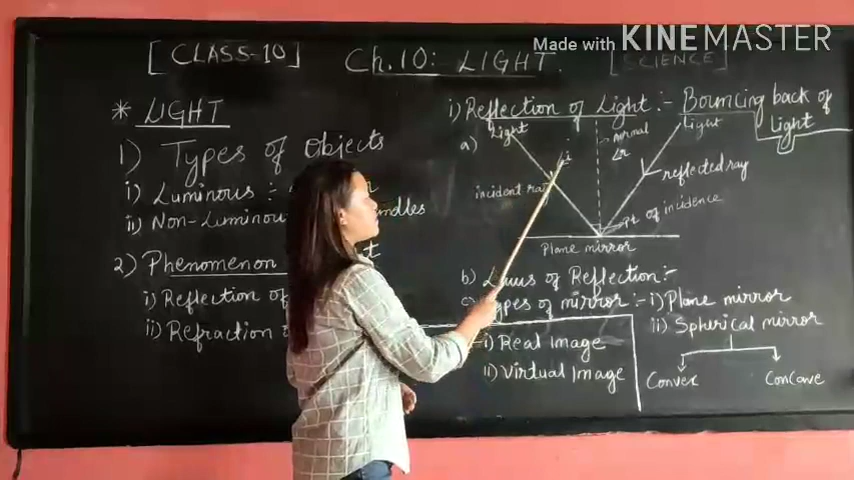 Made with KINEMASTER
[CLASS-10]
Ch.10: LIGHT.
[SCIENCE]
* LIGHT
1) Types of Objects
i) Luminous :-
ii) Non-Luminous
2) Phenomenon
i) Reflection of
ii) Refraction
i) Reflection of Light :- Bouncing back of
Light
a)
Light
normal
Lr
Light
i
incident ray
reflected ray
Pt of incidence
Plane mirror
b) Laws of Reflection :-
c) Types of mirror :- i) Plane mirror
ii) Spherical mirror
Convex
Concave
i) Real Image
ii) Virtual Image